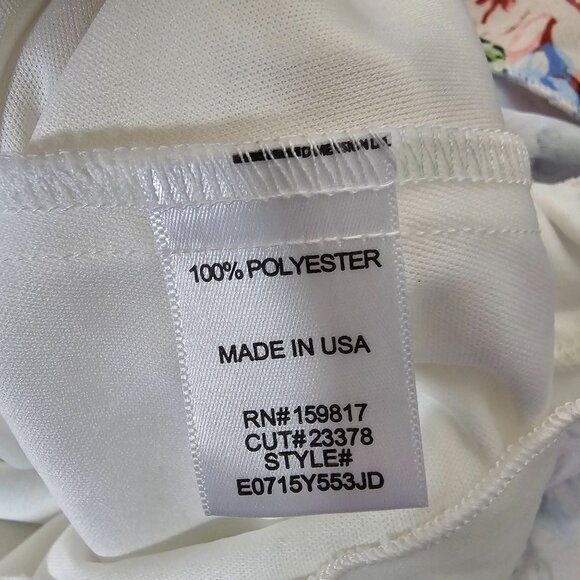 100% POLYESTER
MADE IN USA
RN#159817
CUT#23378
STYLE#
E0715Y553JD